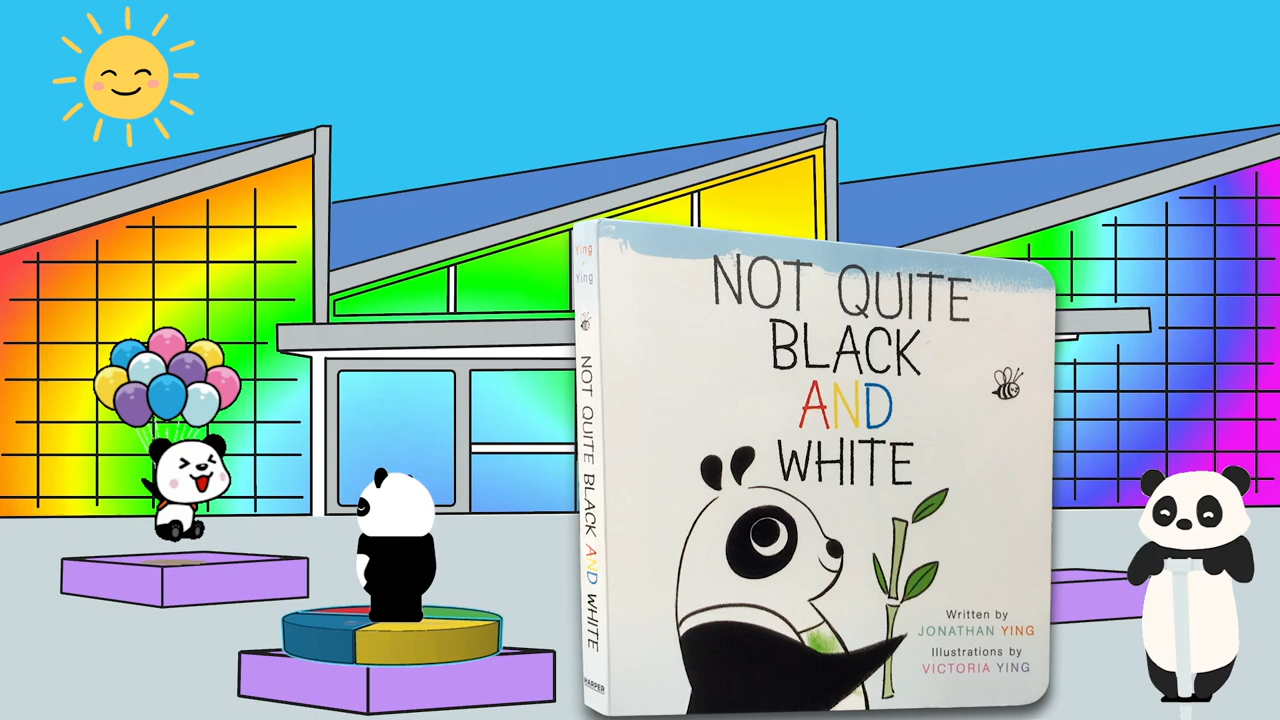 Ying
Ying
NOT QUITE BLACK AND WHITE
HARPER
NOT QUITE
BLACK
AND
WHITE
Written by
JONATHAN YING
Illustrations by
VICTORIA YING